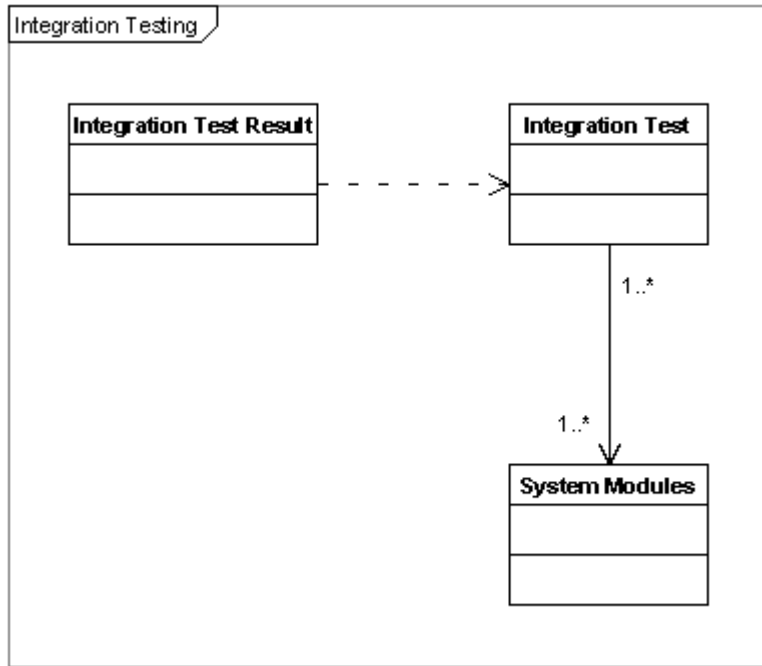 Integration Testing
Integration Test Result
Integration Test
1..*
1..*
System Modules